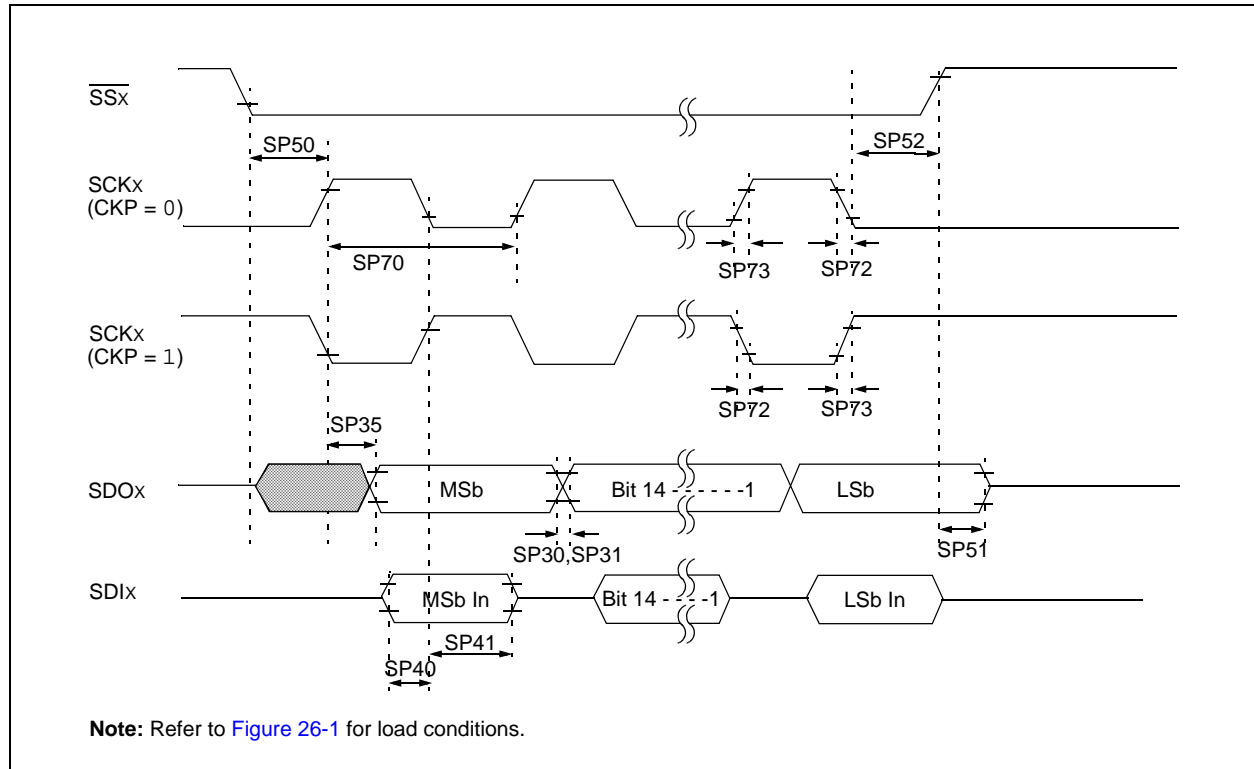 SSX
SP50
SP52
SCKX
(CKP = 0)
SP70
SP73
SP72
SCKX
(CKP = 1)
SP72
SP73
SP35
SDOX
MSb
Bit 14 - - - - - -1
LSb
SP30,SP31
SP51
SDIX
MSb In
Bit 14 - - - - -1
LSb In
SP41
SP40
Note: Refer to Figure 26-1 for load conditions.